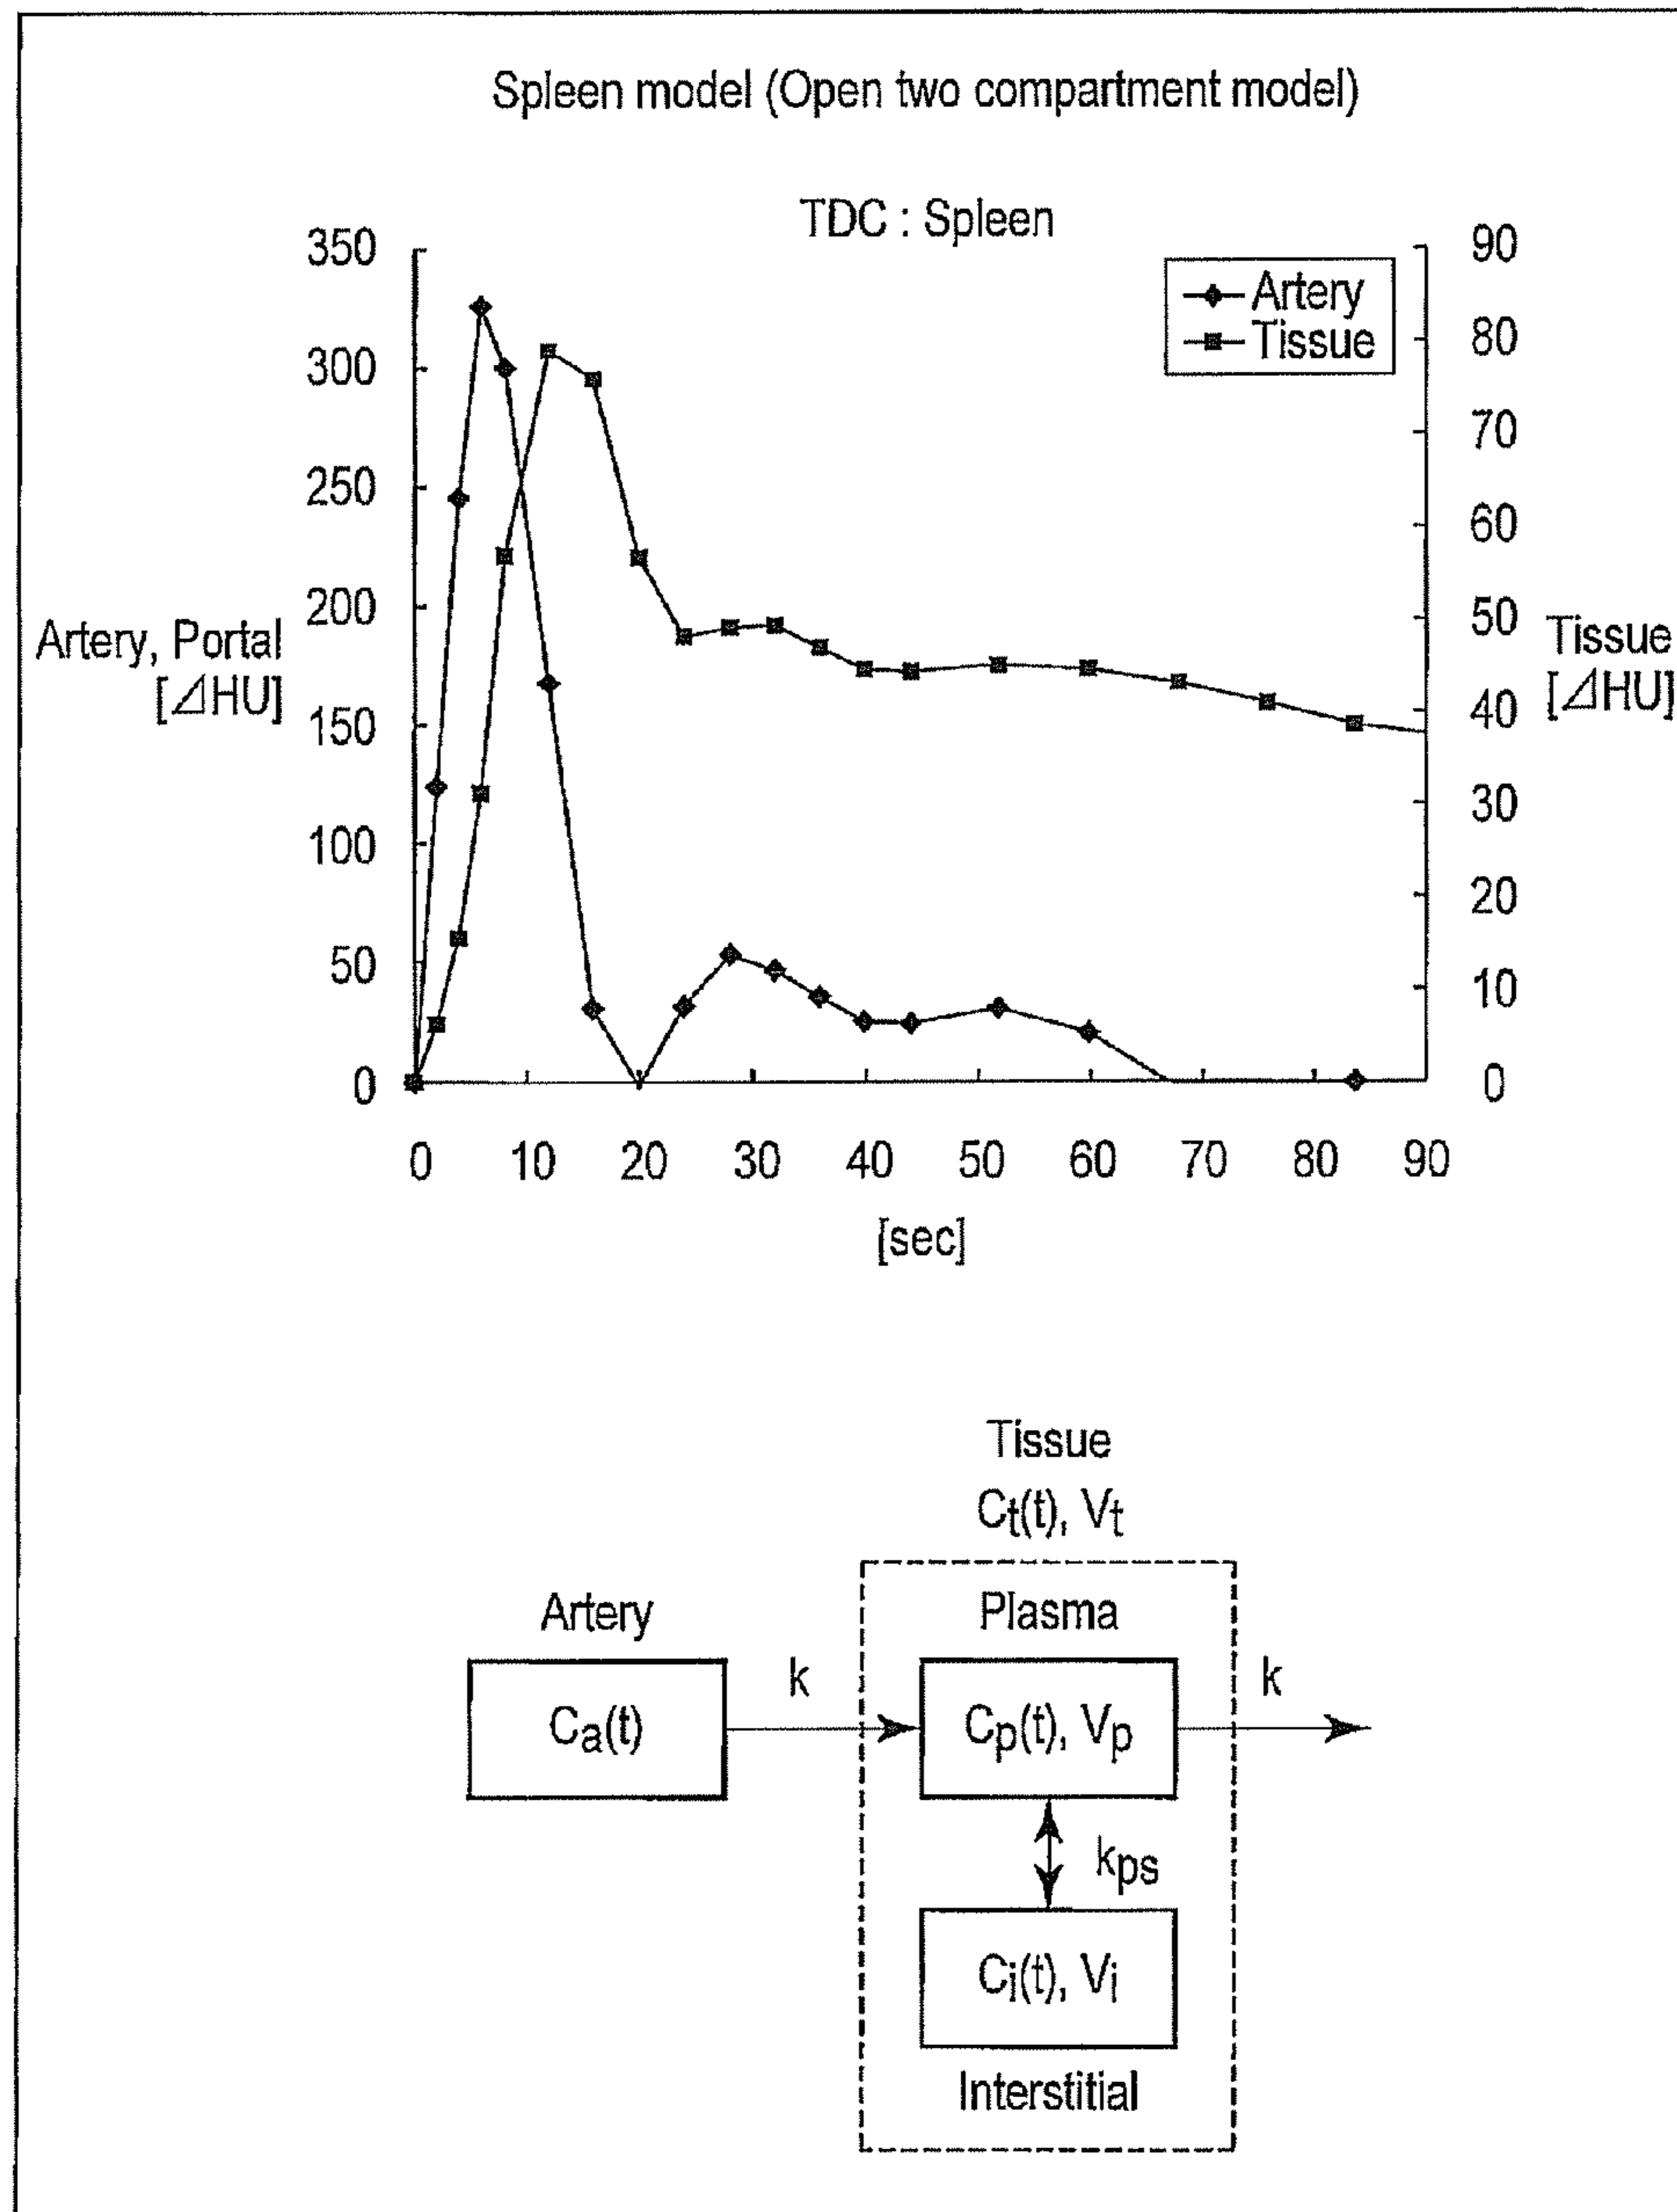 Spleen model (Open two compartment model)
TDC : Spleen
Artery
Tissue
350
300
250
200
150
100
50
0
Artery, Portal
[⊿HU]
90
80
70
60
50
40
30
20
10
0
Tissue
[⊿HU]
0 10 20 30 40 50 60 70 80 90
[sec]
Tissue
Ct(t), Vt
Artery
Plasma
Ca(t)
k
Cp(t), Vp
k
kps
Ci(t), Vi
Interstitial